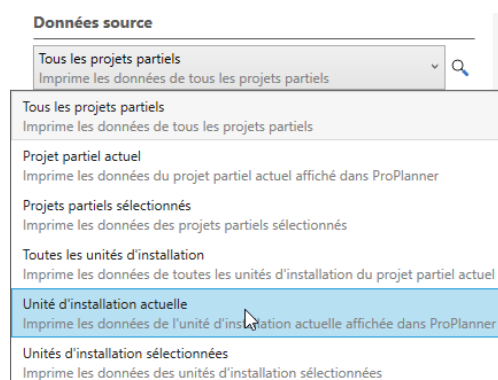 Données source
Tous les projets partiels
Imprime les données de tous les projets partiels
Tous les projets partiels
Imprime les données de tous les projets partiels
Projet partiel actuel
Imprime les données du projet partiel actuel affiché dans ProPlanner
Projets partiels sélectionnés
Imprime les données des projets partiels sélectionnés
Toutes les unités d'installation
Imprime les données de toutes les unités d'installation du projet partiel actuel
Unité d'installation actuelle
Imprime les données de l'unité d'installation actuelle affichée dans ProPlanner
Unités d'installation sélectionnées
Imprime les données des unités d'installation sélectionnées